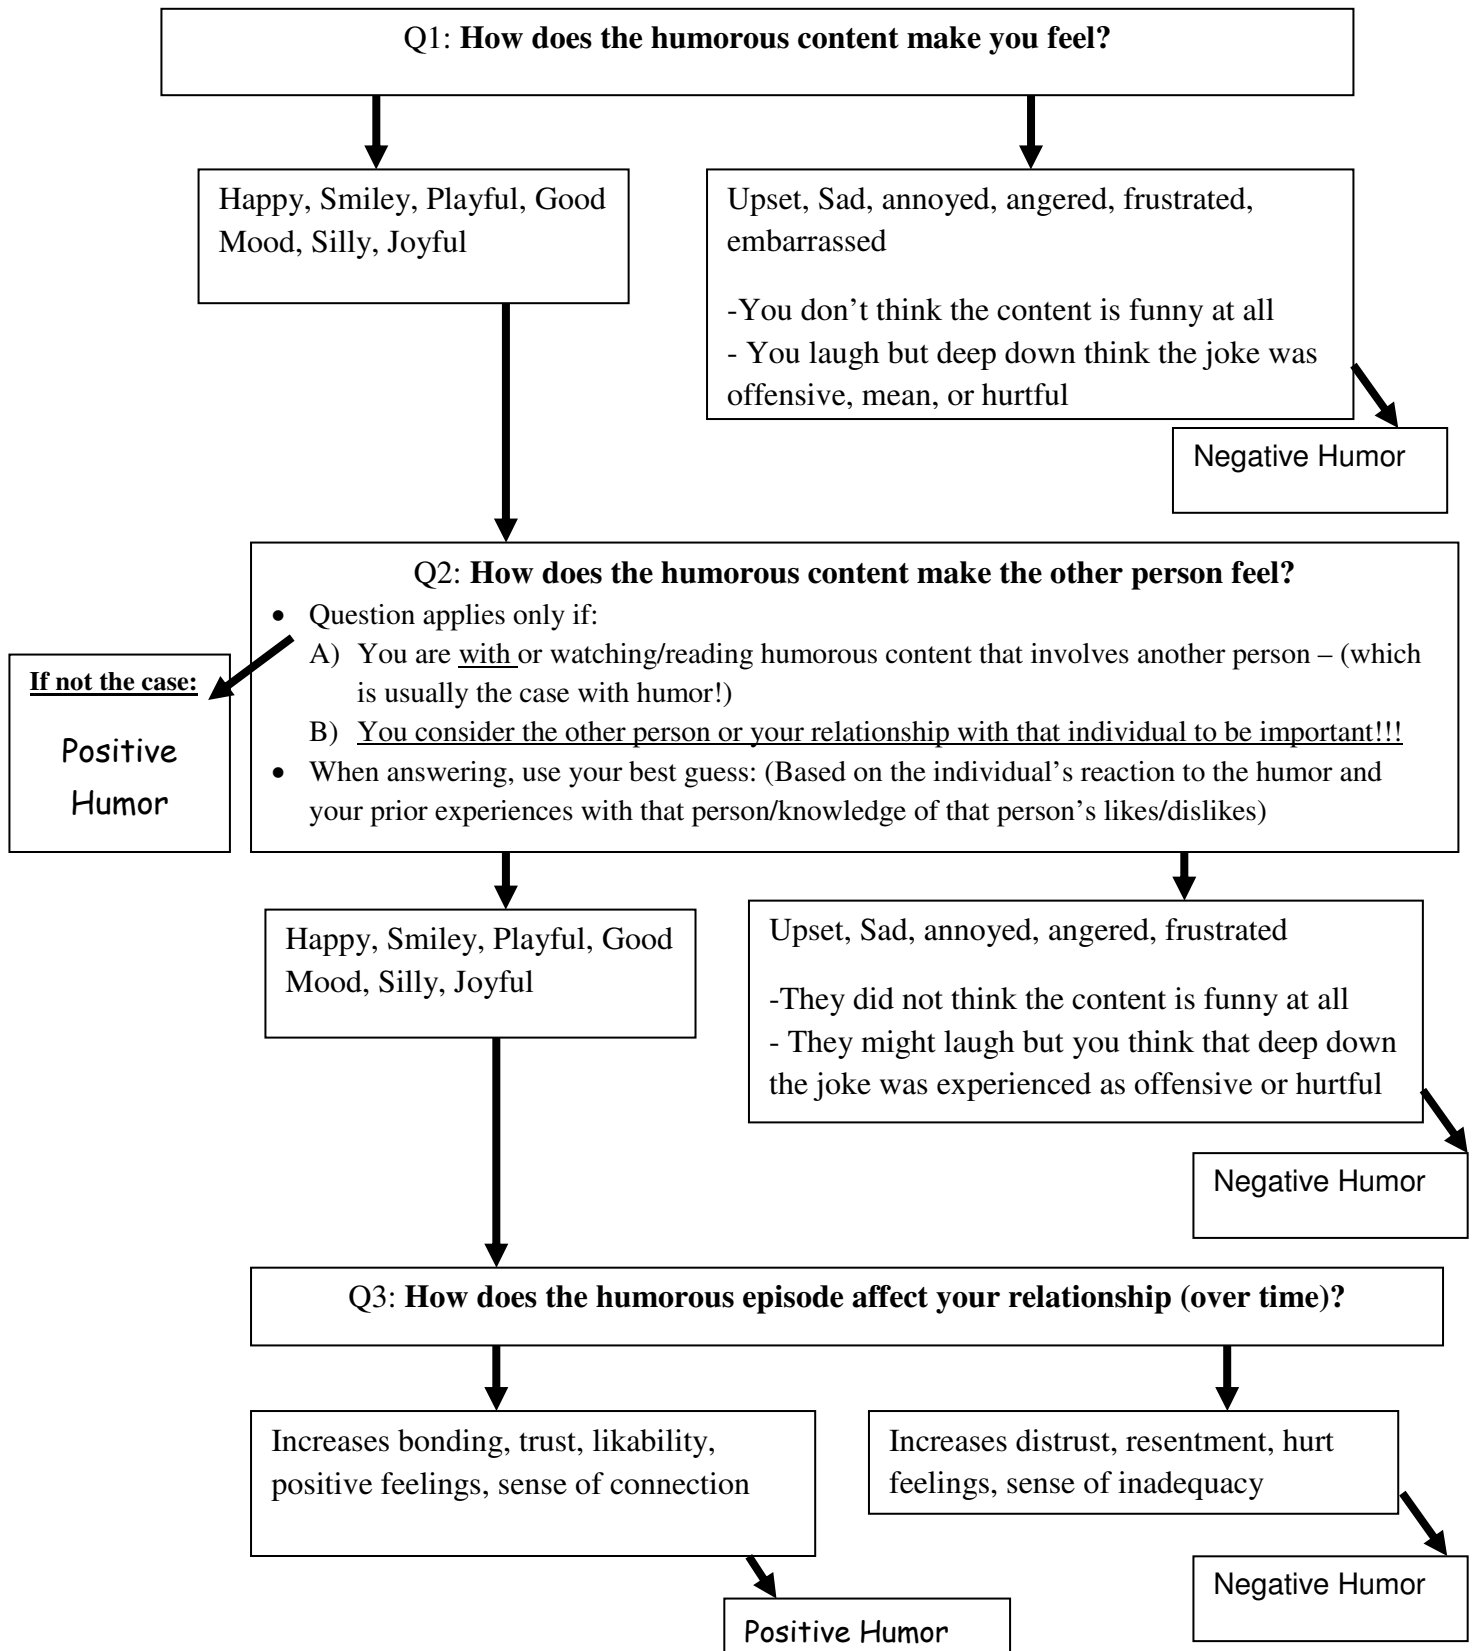 Q1: How does the humorous content make you feel?
Happy, Smiley, Playful, Good
Mood, Silly, Joyful
Upset, Sad, annoyed, angered, frustrated,
embarrassed
-You don’t think the content is funny at all
- You laugh but deep down think the joke was
offensive, mean, or hurtful
Negative Humor
Q2: How does the humorous content make the other person feel?
• Question applies only if:
A) You are with or watching/reading humorous content that involves another person – (which
is usually the case with humor!)
B) You consider the other person or your relationship with that individual to be important!!!
• When answering, use your best guess: (Based on the individual’s reaction to the humor and
your prior experiences with that person/knowledge of that person’s likes/dislikes)
If not the case:
Positive
Humor
Happy, Smiley, Playful, Good
Mood, Silly, Joyful
Upset, Sad, annoyed, angered, frustrated
-They did not think the content is funny at all
- They might laugh but you think that deep down
the joke was experienced as offensive or hurtful
Negative Humor
Q3: How does the humorous episode affect your relationship (over time)?
Increases bonding, trust, likability,
positive feelings, sense of connection
Increases distrust, resentment, hurt
feelings, sense of inadequacy
Negative Humor
Positive Humor